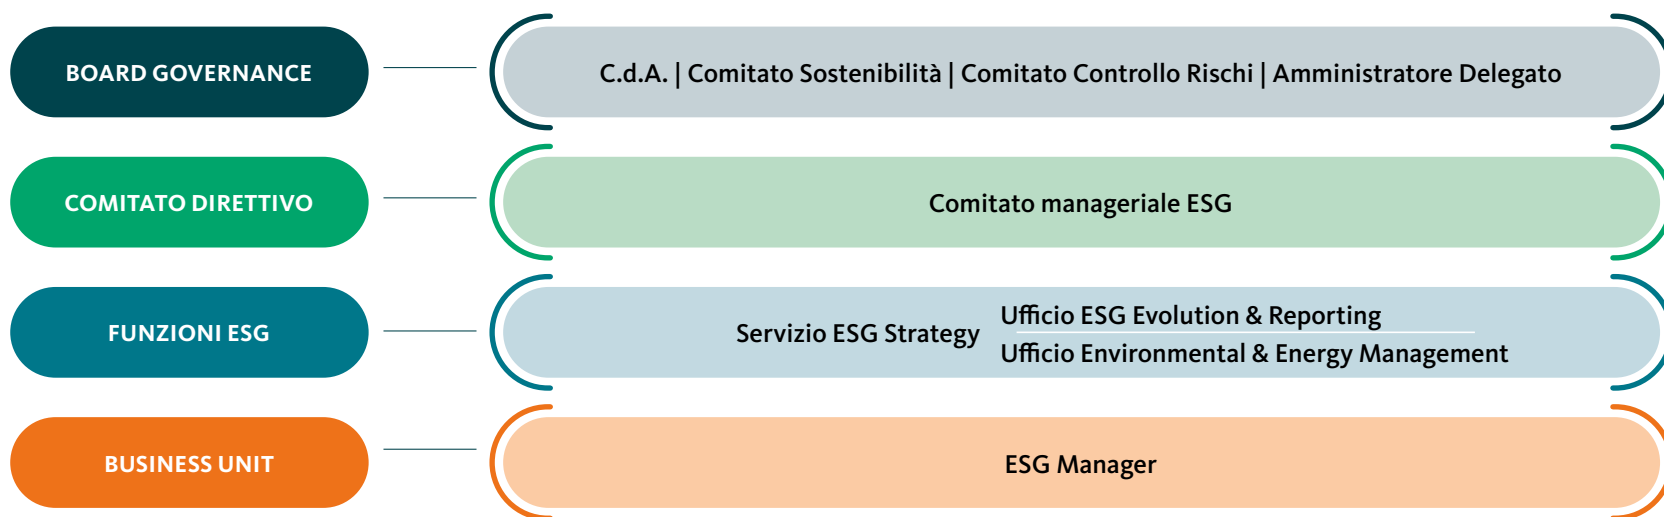 BOARD GOVERNANCE
C.d.A. | Comitato Sostenibilità | Comitato Controllo Rischi | Amministratore Delegato
COMITATO DIRETTIVO
Comitato manageriale ESG
FUNZIONI ESG
Servizio ESG Strategy
Ufficio ESG Evolution & Reporting
Ufficio Environmental & Energy Management
BUSINESS UNIT
ESG Manager